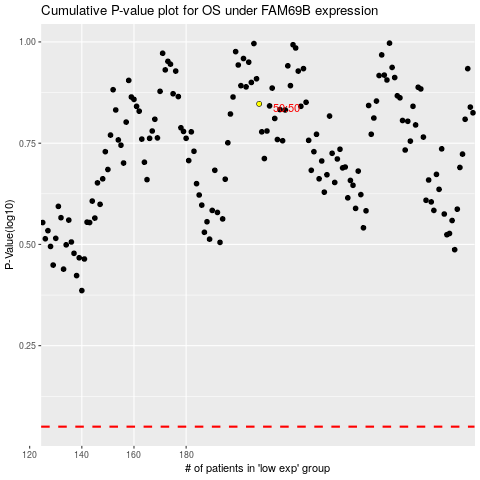 Cumulative P-value plot for OS under FAM69B expression
1.00
0.75
0.50
0.25
P-Value(log10)
50:50
120 140 160 180
# of patients in 'low exp' group